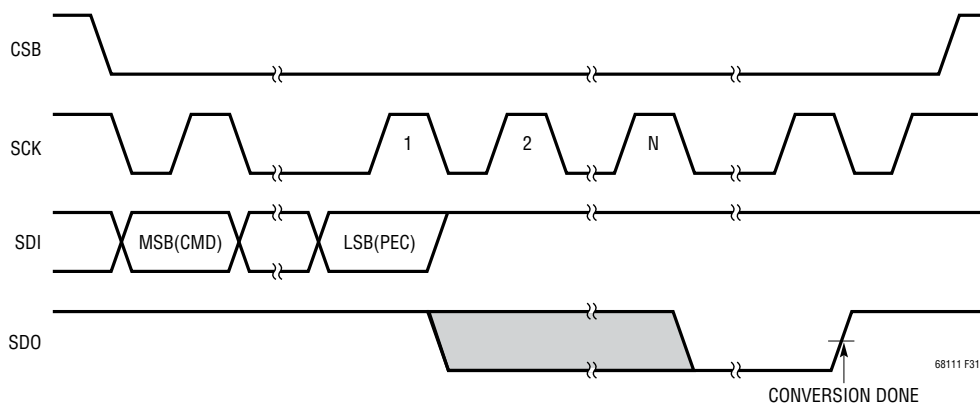 CSB
SCK
1 2 N
SDI
MSB(CMD) LSB(PEC)
SDO
68111 F31
CONVERSION DONE